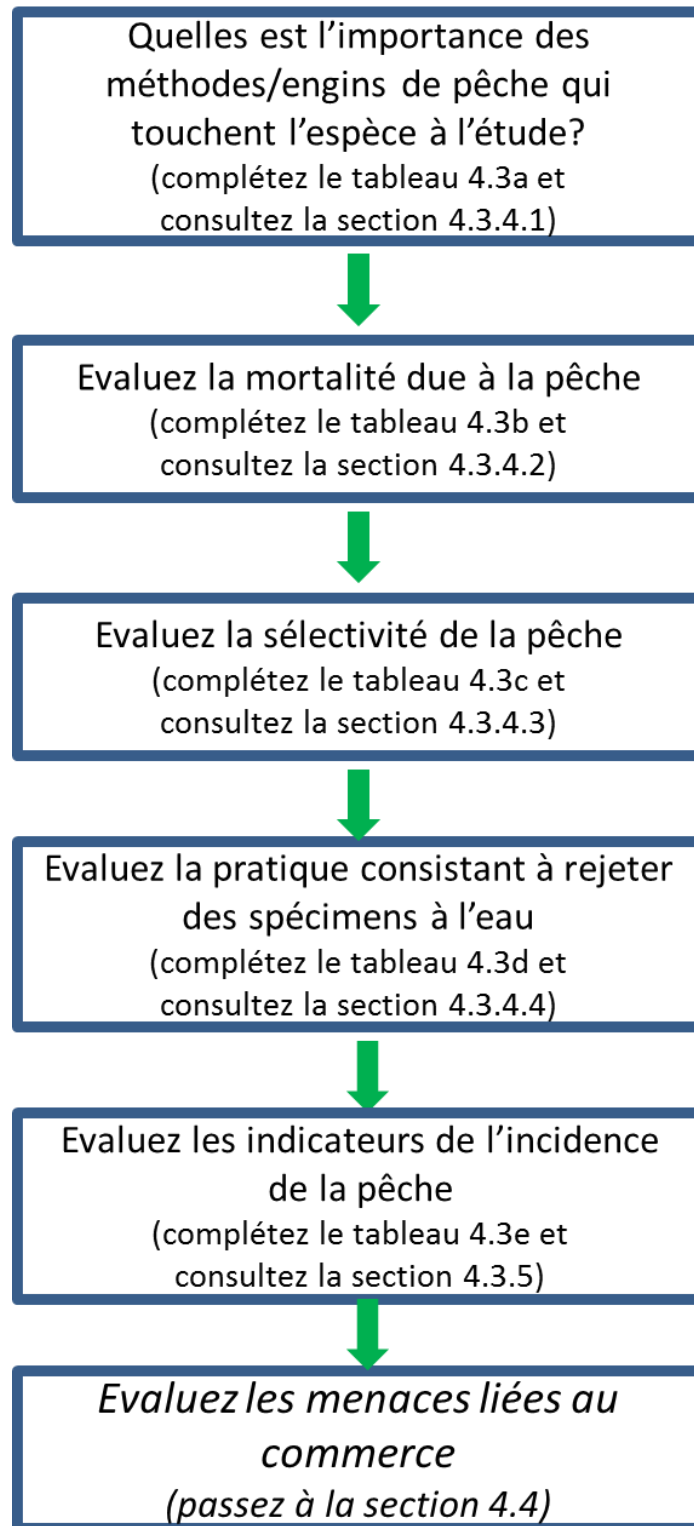 Quelles est l’importance des
méthodes/engins de pêche qui
touchent l’espèce à l’étude?
(complétez le tableau 4.3a et
consultez la section 4.3.4.1)
Evaluez la mortalité due à la pêche
(complétez le tableau 4.3b et
consultez la section 4.3.4.2)
Evaluez la sélectivité de la pêche
(complétez le tableau 4.3c et
consultez la section 4.3.4.3)
Evaluez la pratique consistant à rejeter
des spécimens à l’eau
(complétez le tableau 4.3d et
consultez la section 4.3.4.4)
Evaluez les indicateurs de l’incidence
de la pêche
(complétez le tableau 4.3e et
consultez la section 4.3.5)
Evaluez les menaces liées au
commerce
(passez à la section 4.4)